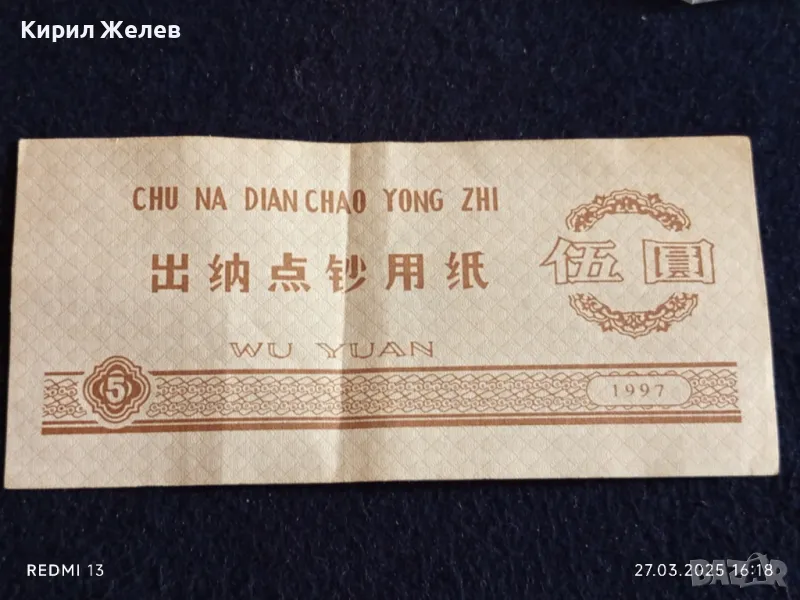 Кирил Желев
CHU NA DIAN CHAO YONG ZHI
出纳点钞用纸
伍圆
WU YUAN
5
1997
REDMI 13
27.03.2025 16:18
BAZAR